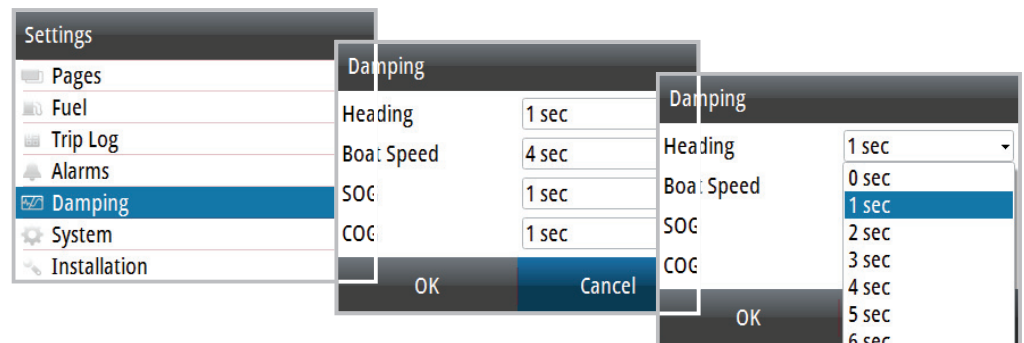 Settings
Pages
Fuel
Trip Log
Alarms
Damping
System
Installation
Damping
Heading 1 sec
Boat Speed 4 sec
SOG 1 sec
COG 1 sec
OK Cancel
Damping
Heading 1 sec
Boat Speed 0 sec
1 sec
SOG 2 sec
3 sec
COG 4 sec
OK 5 sec
6 sec